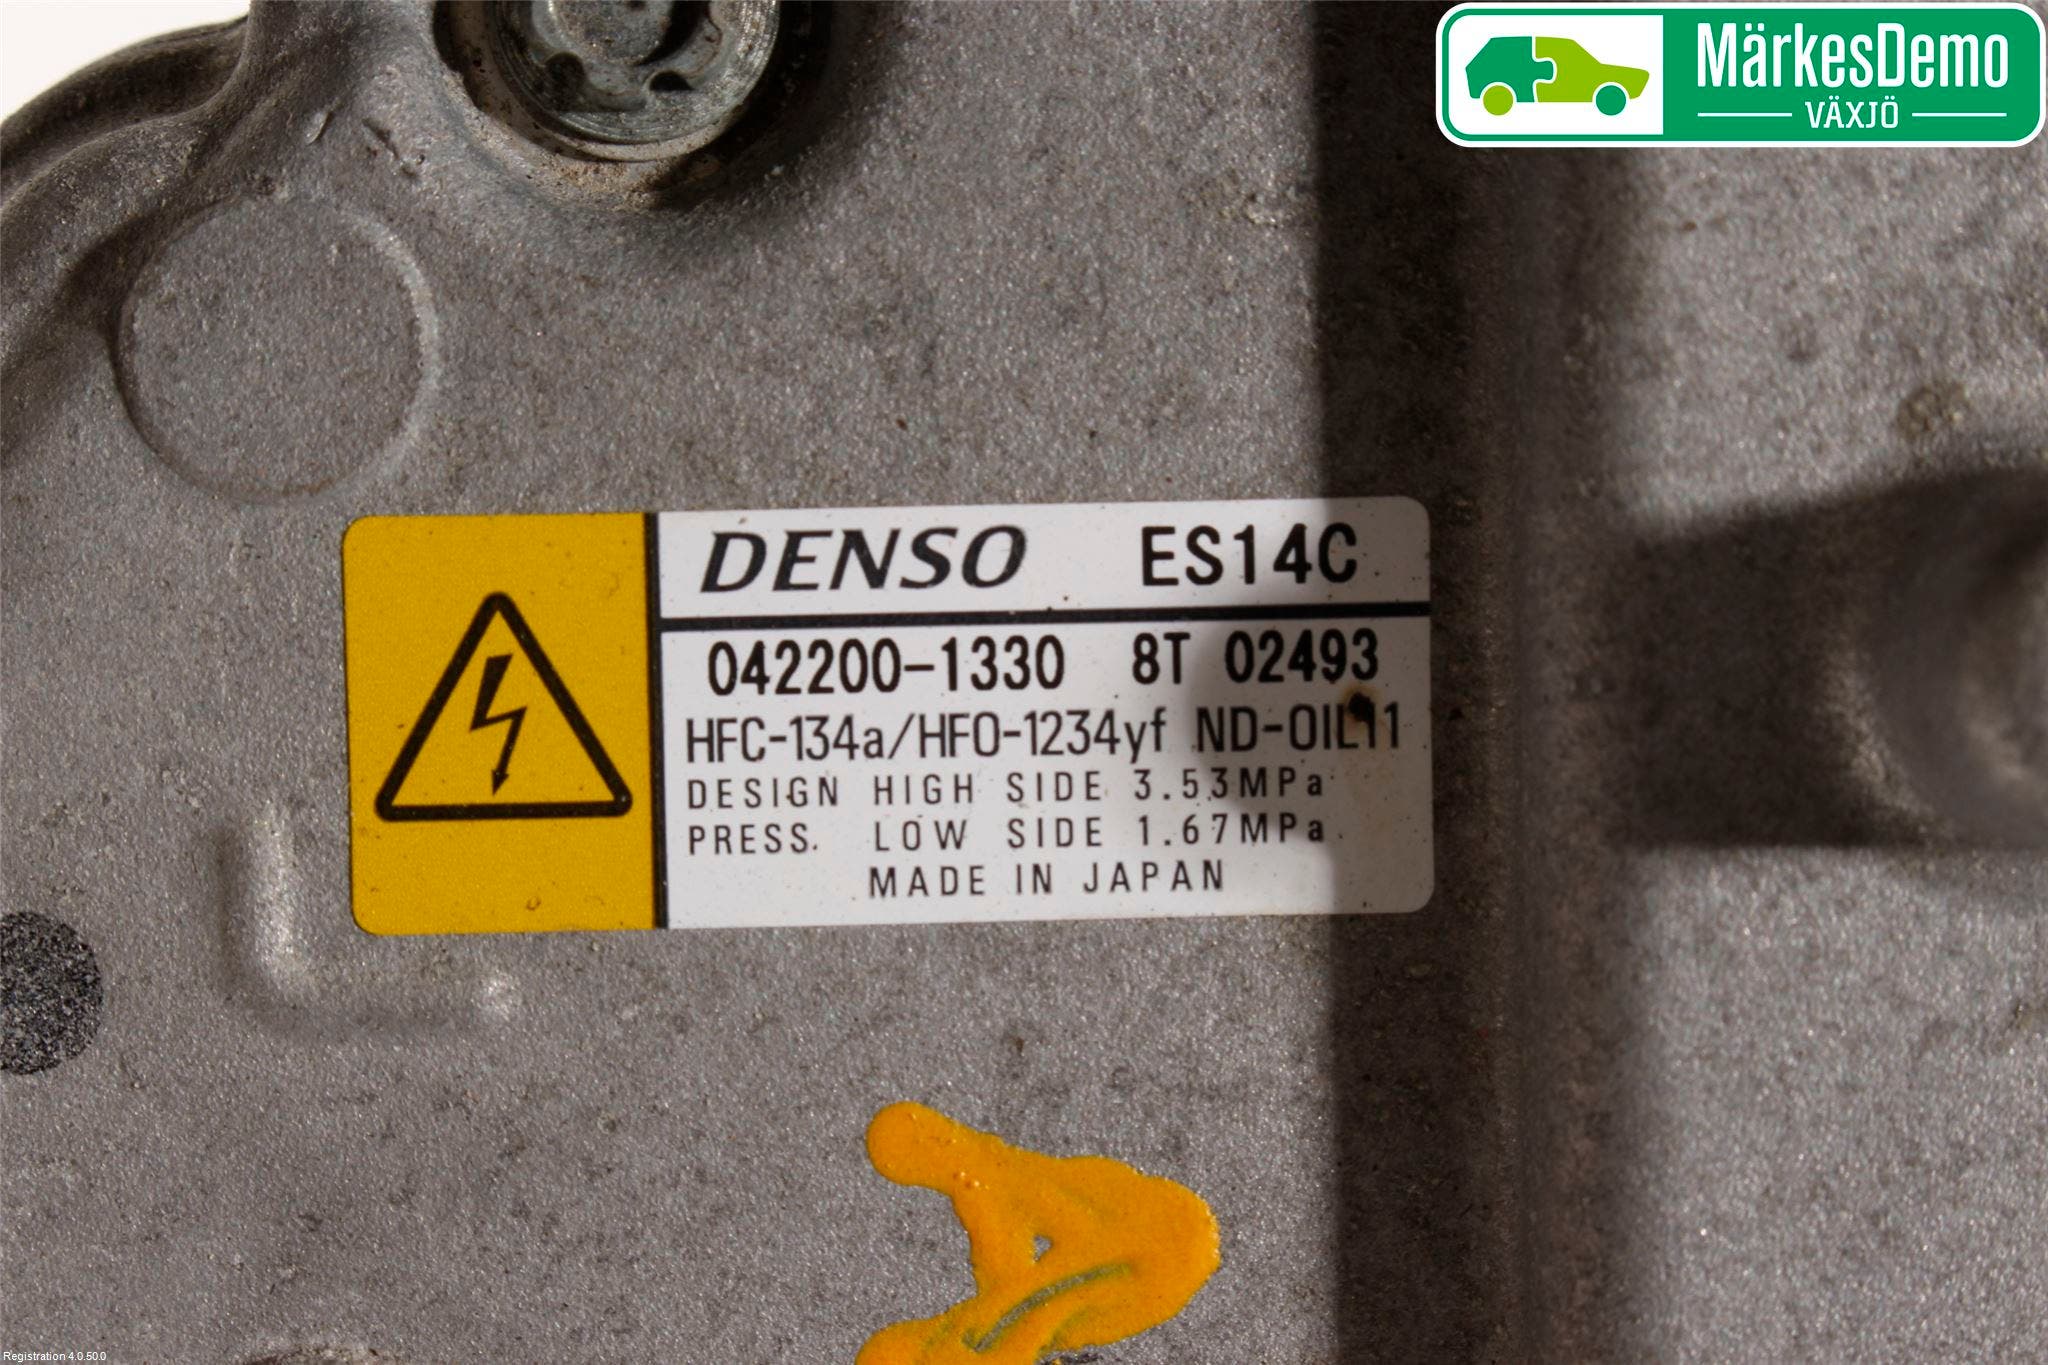 MärkesDemo
VÄXJÖ
DENSO ES14C
042200-1330 8T 02493
HFC-134a/HFO-1234yf ND-OIL11
DESIGN HIGH SIDE 3.53MPa
PRESS. LOW SIDE 1.67MPa
MADE IN JAPAN
Registration 4.0.50.0